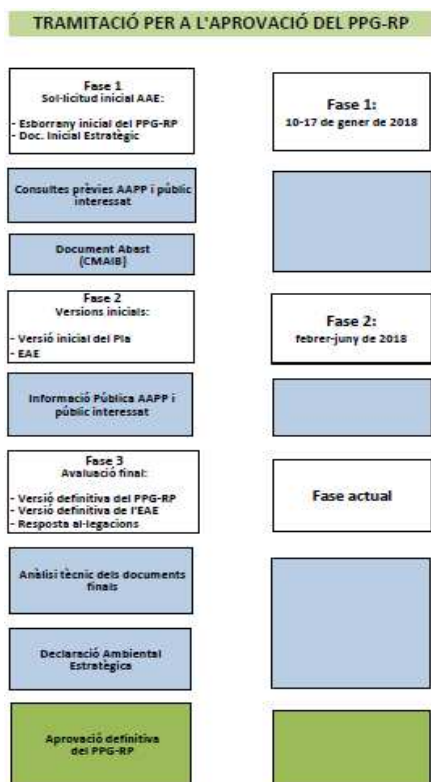 TRAMITACIÓ PER A L'APROVACIÓ DEL PPG-RP
Fase 1
Sol·licitud inicial AAE:
- Esborrany inicial del PPG-RP
- Doc. Inicial Estratègic
Fase 1:
10-17 de gener de 2018
Consultes prèvies AAPP i públic
interessat
Document Abast
(CMAIB)
Fase 2
Versions inicials:
- Versió inicial del Pla
- EAE
Fase 2:
febrer-juny de 2018
Informació Pública AAPP i
públic interessat
Fase 3
Avaluació final:
- Versió definitiva del PPG-RP
- Versió definitiva de l'EAE
- Resposta al·legacions
Fase actual
Anàlisi tècnic dels documents
finals
Declaració Ambiental
Estratègica
Aprovació definitiva
del PPG-RP